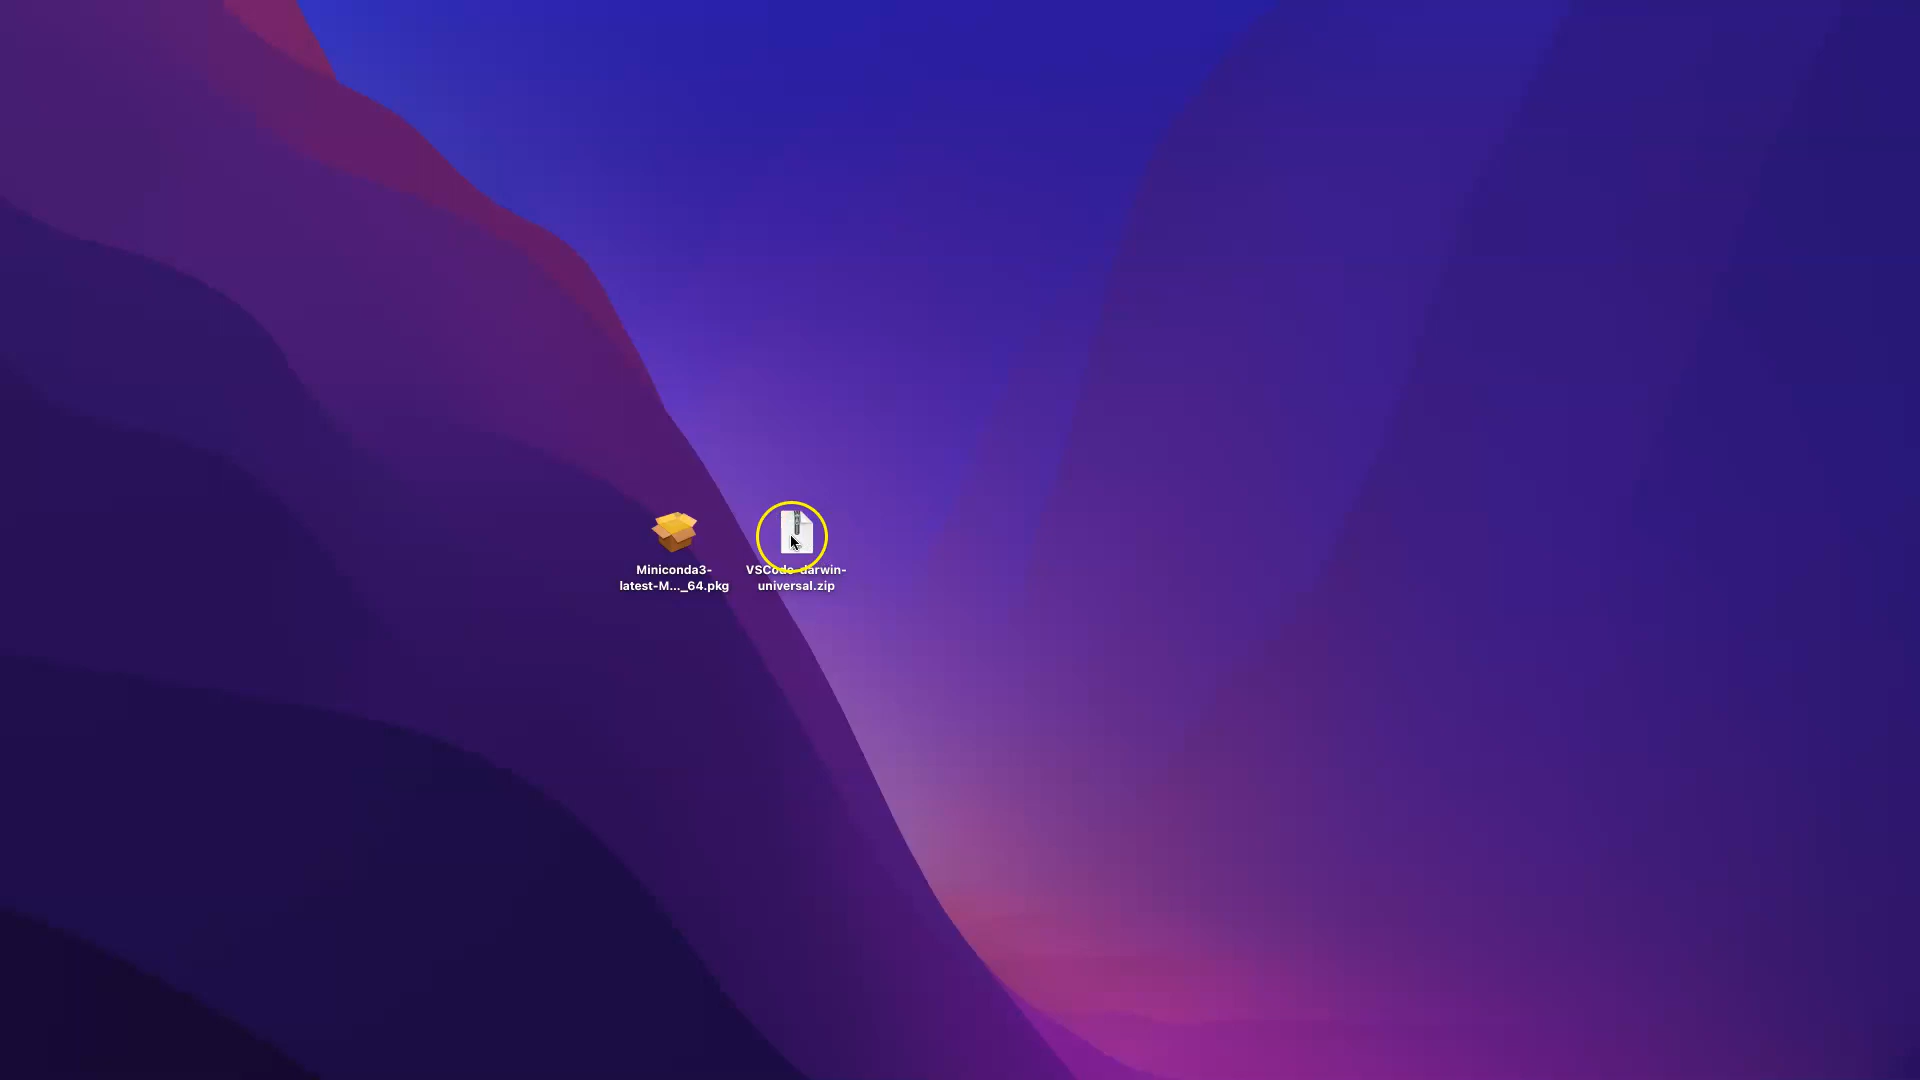 Miniconda3-
latest-M..._64.pkg
VSCode-darwin-
universal.zip